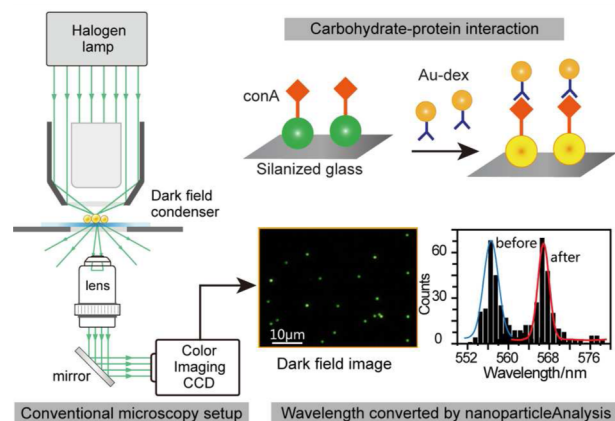 Halogen
lamp
Dark field
condenser
lens
mirror
Color
Imaging
CCD
Conventional microscopy setup
Carbohydrate-protein interaction
conA
Au-dex
Silanized glass
10μm
Dark field image
before
after
Counts
60
30
0
552 560 568 576
Wavelength/nm
Wavelength converted by nanoparticleAnalysis